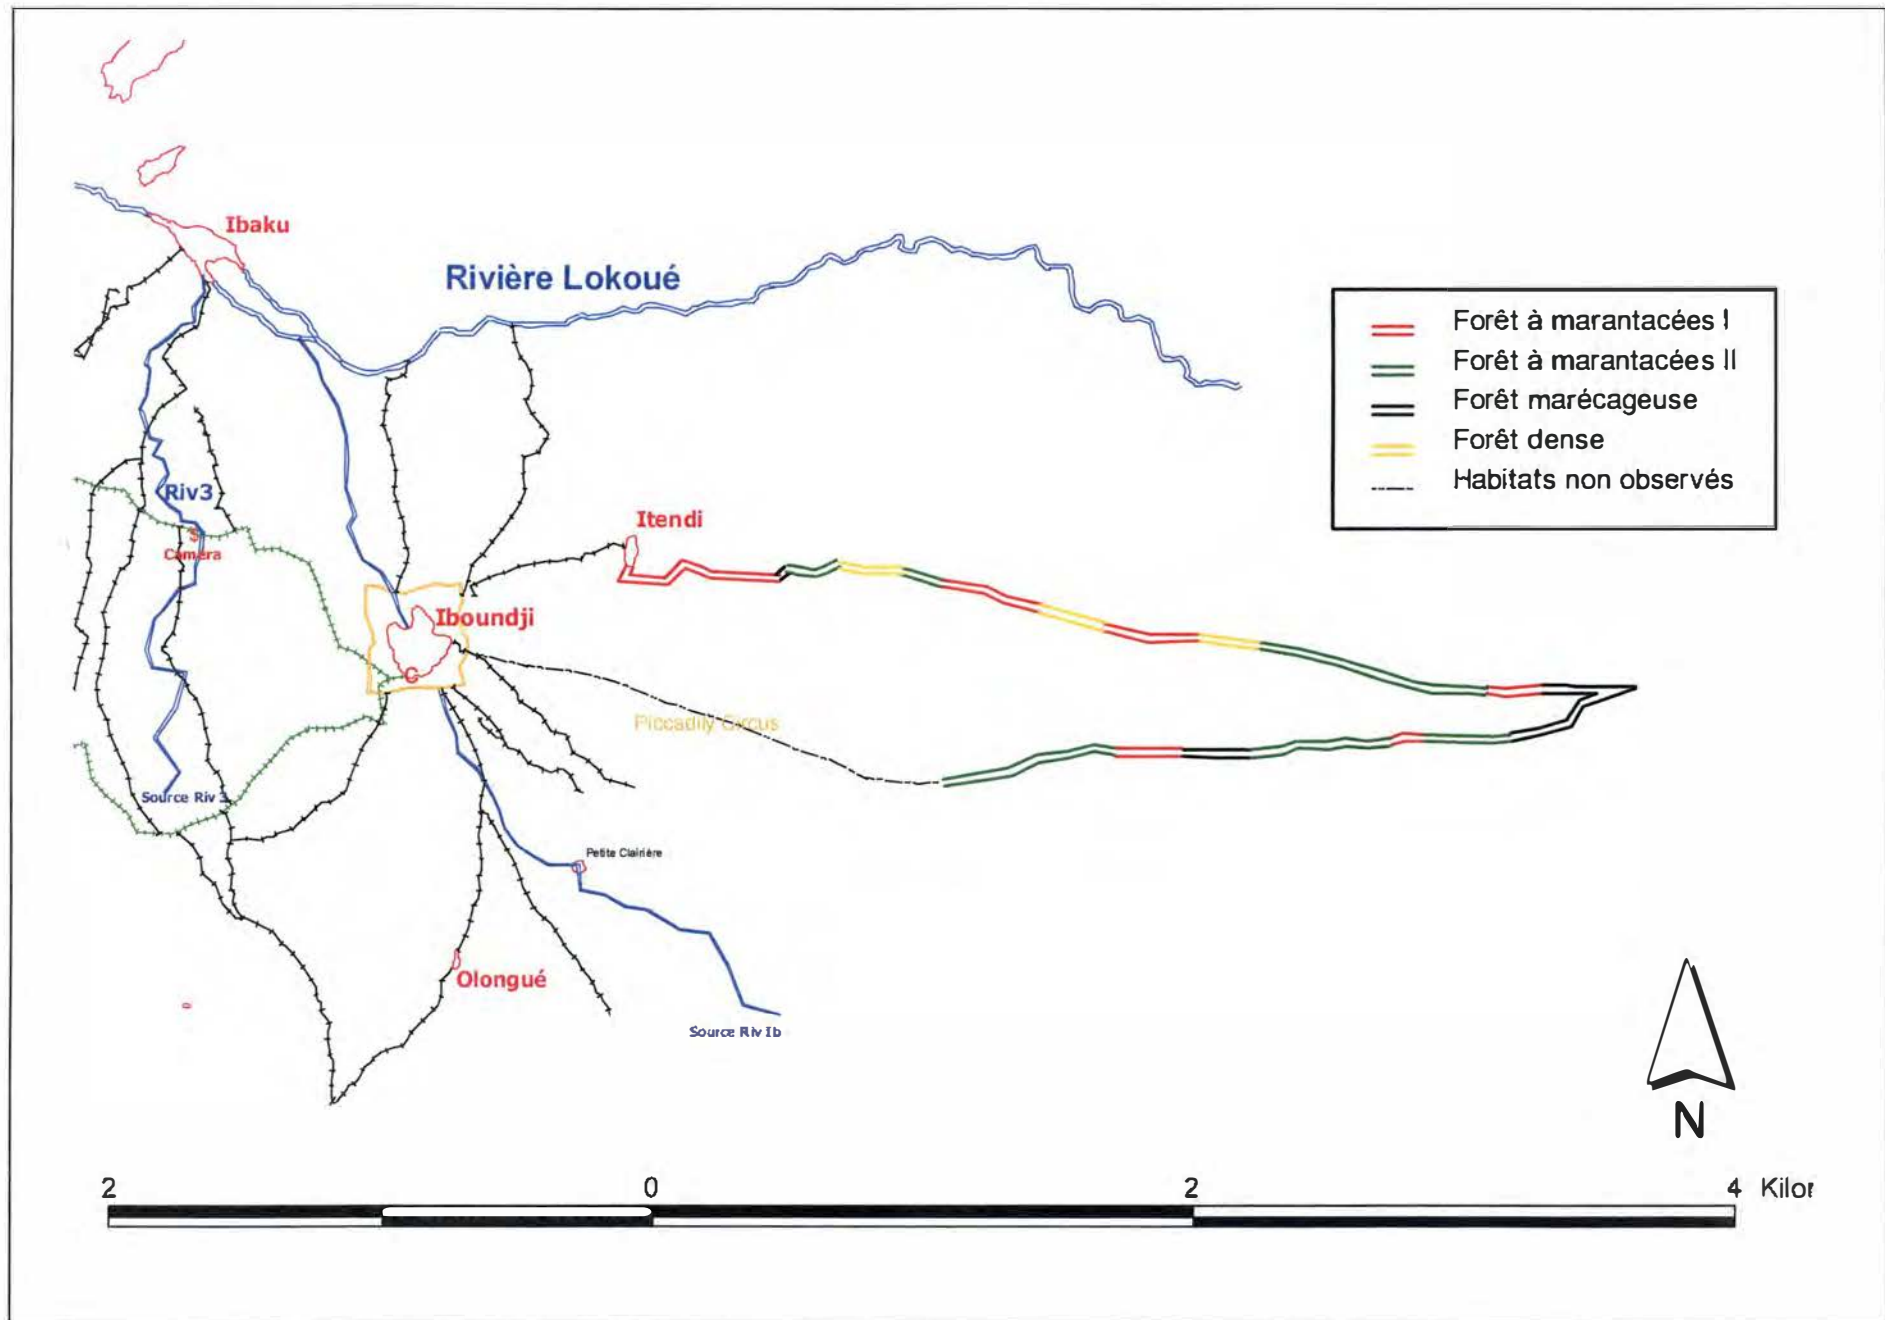 Ibaku
Rivière Lokoué
Forêt à marantacées I
Forêt à marantacées II
Forêt marécageuse
Forêt dense
Habitats non observés
Riv3
S
Camera
Itendi
Iboundji
C
Piccadily Circus
Source Riv 3
Petite Clairière
Olongué
Source Riv Ib
N
2 0 2 4 Kilor